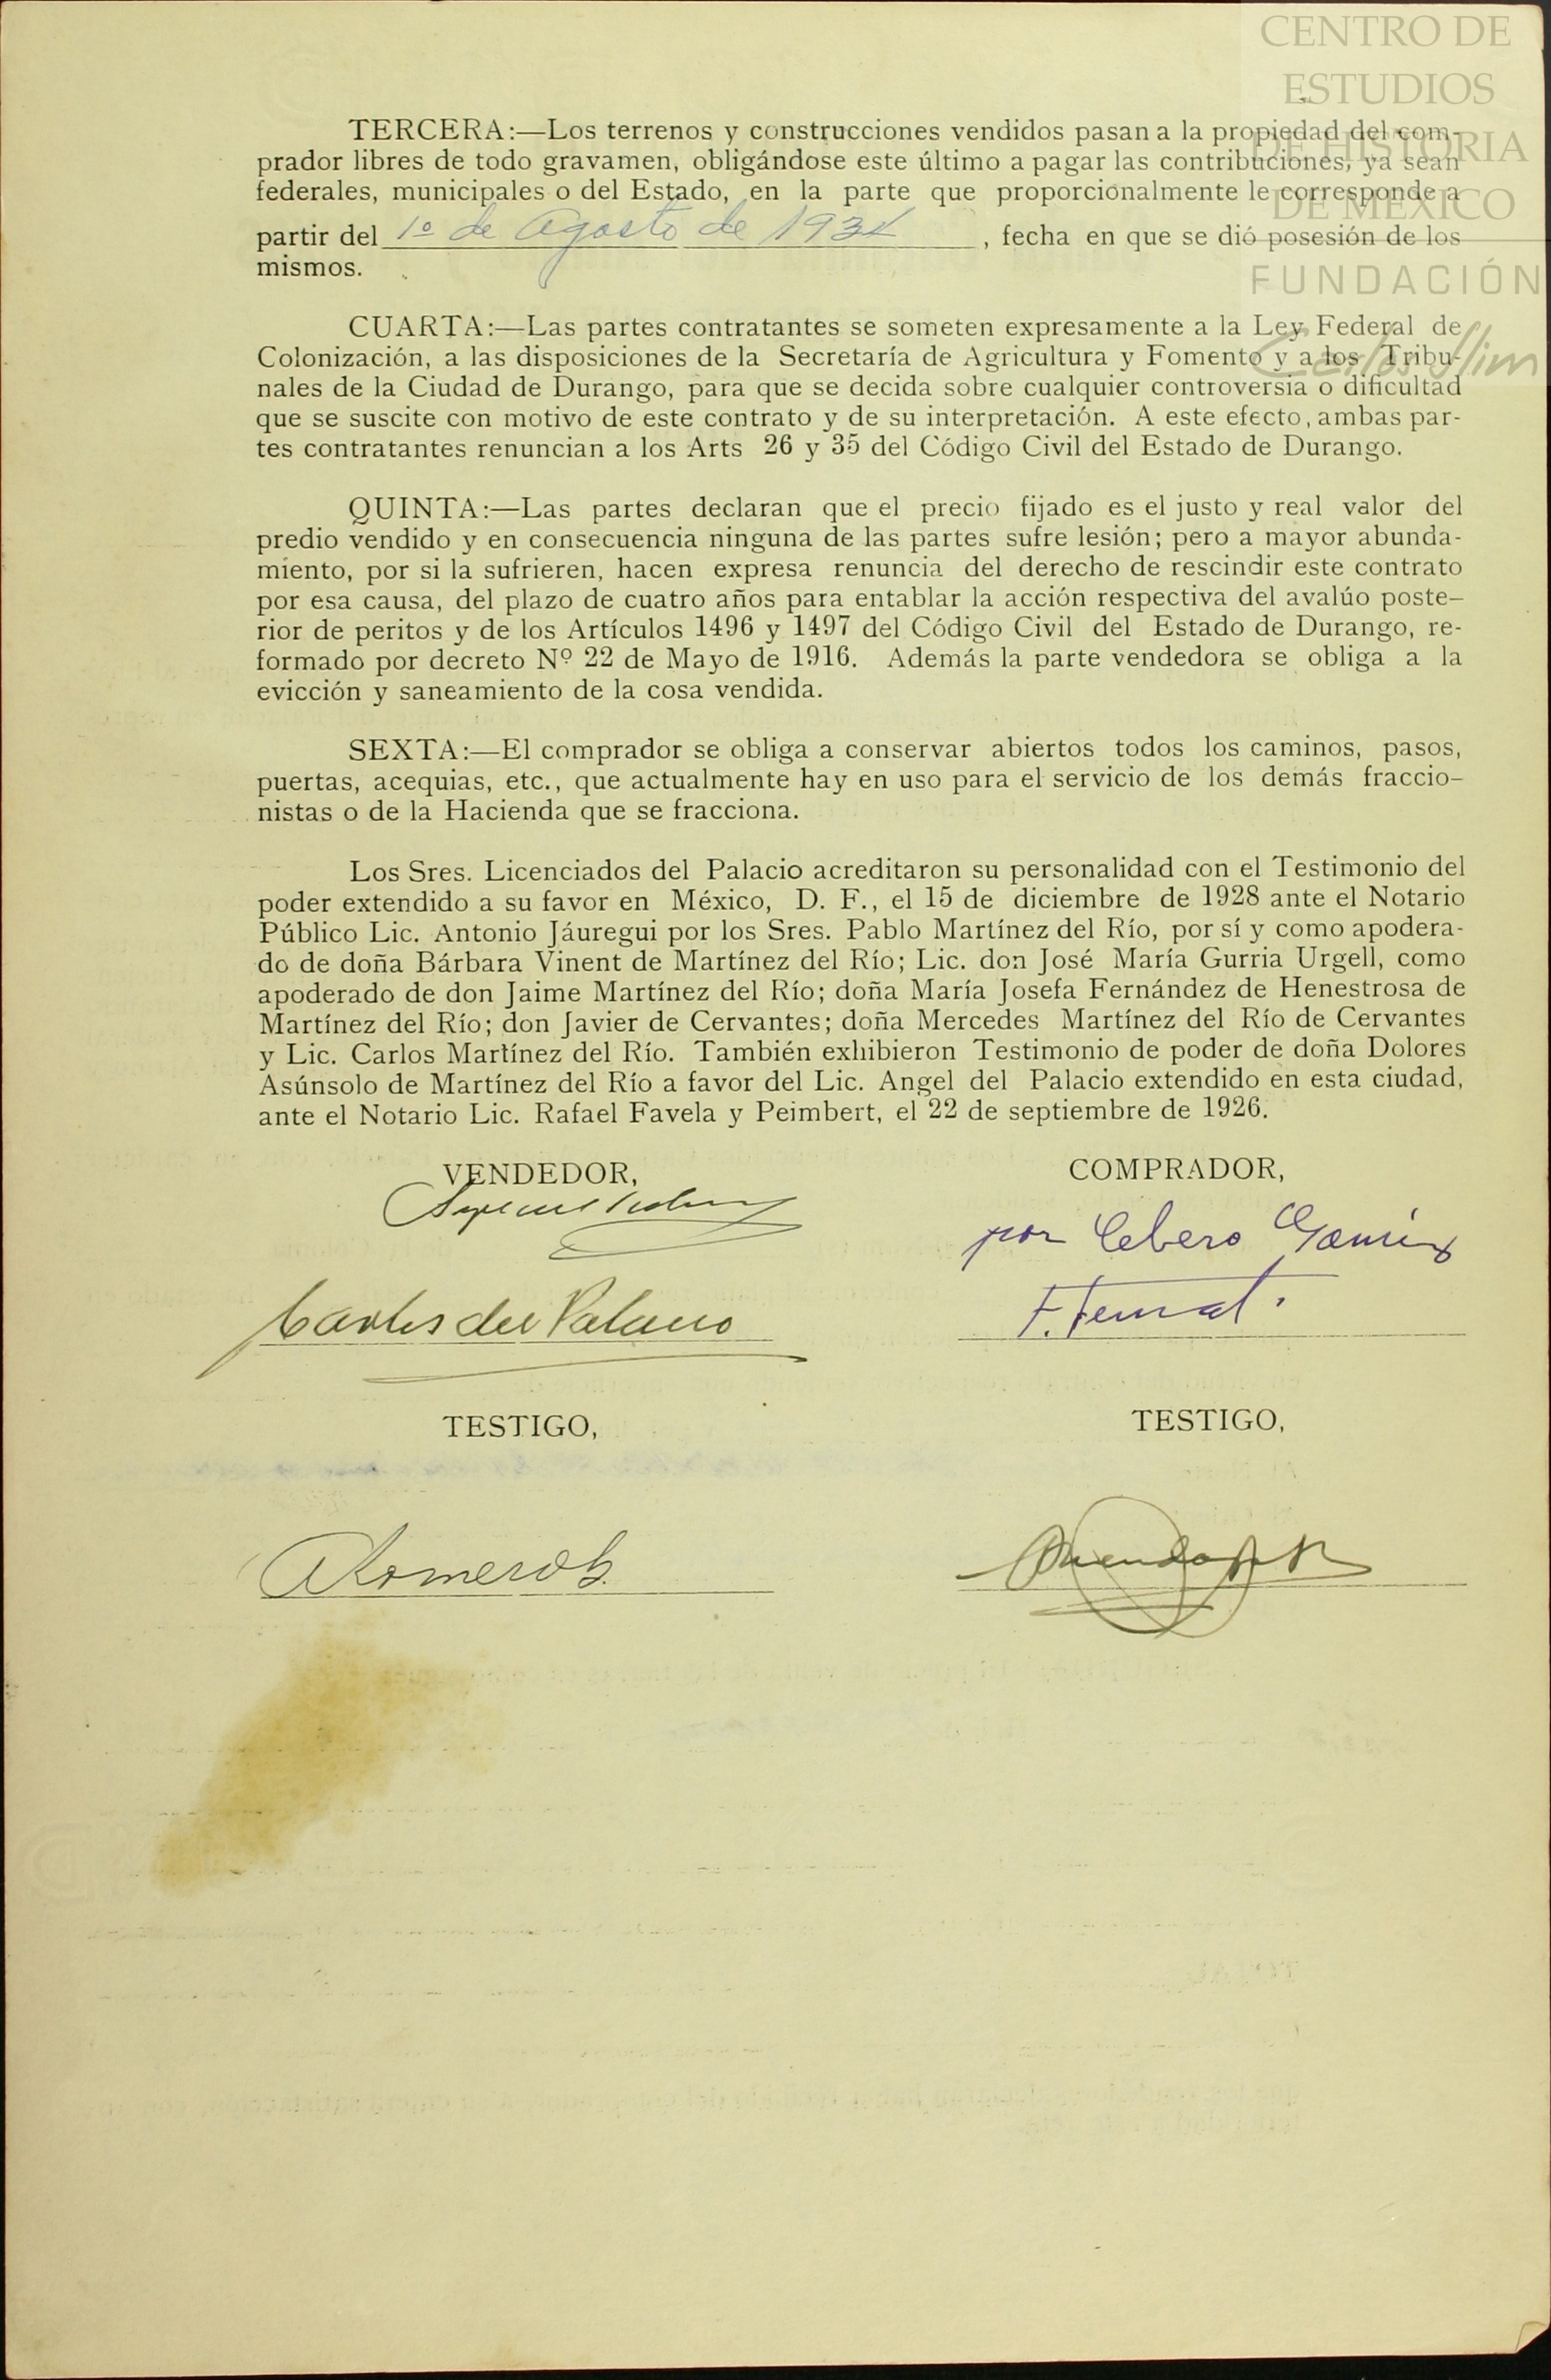 CENTRO DE
ESTUDIOS
DE HISTORIA
DE MEXICO
FUNDACIÓN
Carlos Slim
TERCERA:—Los terrenos y construcciones vendidos pasan a la propiedad del com-
prador libres de todo gravamen, obligándose este último a pagar las contribuciones, ya sean
federales, municipales o del Estado, en la parte que proporcionalmente le corresponde a
partir del 1º de Agosto de 193 , fecha en que se dió posesión de los
mismos.
CUARTA:—Las partes contratantes se someten expresamente a la Ley Federal de
Colonización, a las disposiciones de la Secretaría de Agricultura y Fomento y a los Tribu-
nales de la Ciudad de Durango, para que se decida sobre cualquier controversia o dificultad
que se suscite con motivo de este contrato y de su interpretación. A este efecto, ambas par-
tes contratantes renuncian a los Arts 26 y 35 del Código Civil del Estado de Durango.
QUINTA:—Las partes declaran que el precio fijado es el justo y real valor del
predio vendido y en consecuencia ninguna de las partes sufre lesión; pero a mayor abunda-
miento, por si la sufrieren, hacen expresa renuncia del derecho de rescindir este contrato
por esa causa, del plazo de cuatro años para entablar la acción respectiva del avalúo poste—
rior de peritos y de los Artículos 1496 y 1497 del Código Civil del Estado de Durango, re-
formado por decreto Nº 22 de Mayo de 1916. Además la parte vendedora se obliga a la
evicción y saneamiento de la cosa vendida.
SEXTA:—El comprador se obliga a conservar abiertos todos los caminos, pasos,
puertas, acequias, etc., que actualmente hay en uso para el servicio de los demás fraccio—
nistas o de la Hacienda que se fracciona.
Los Sres. Licenciados del Palacio acreditaron su personalidad con el Testimonio del
poder extendido a su favor en México, D. F., el 15 de diciembre de 1928 ante el Notario
Público Lic. Antonio Jáuregui por los Sres. Pablo Martínez del Río, por sí y como apodera-
do de doña Bárbara Vinent de Martínez del Río; Lic. don José María Gurria Urgell, como
apoderado de don Jaime Martínez del Río; doña María Josefa Fernández de Henestrosa de
Martínez del Río; don Javier de Cervantes; doña Mercedes Martínez del Río de Cervantes
y Lic. Carlos Martínez del Río. También exhibieron Testimonio de poder de doña Dolores
Asúnsolo de Martínez del Río a favor del Lic. Angel del Palacio extendido en esta ciudad,
ante el Notario Lic. Rafael Favela y Peimbert, el 22 de septiembre de 1926.
VENDEDOR,
COMPRADOR,
por Cebero
Carlos del Palacio
TESTIGO,
TESTIGO,
ARomeroG.